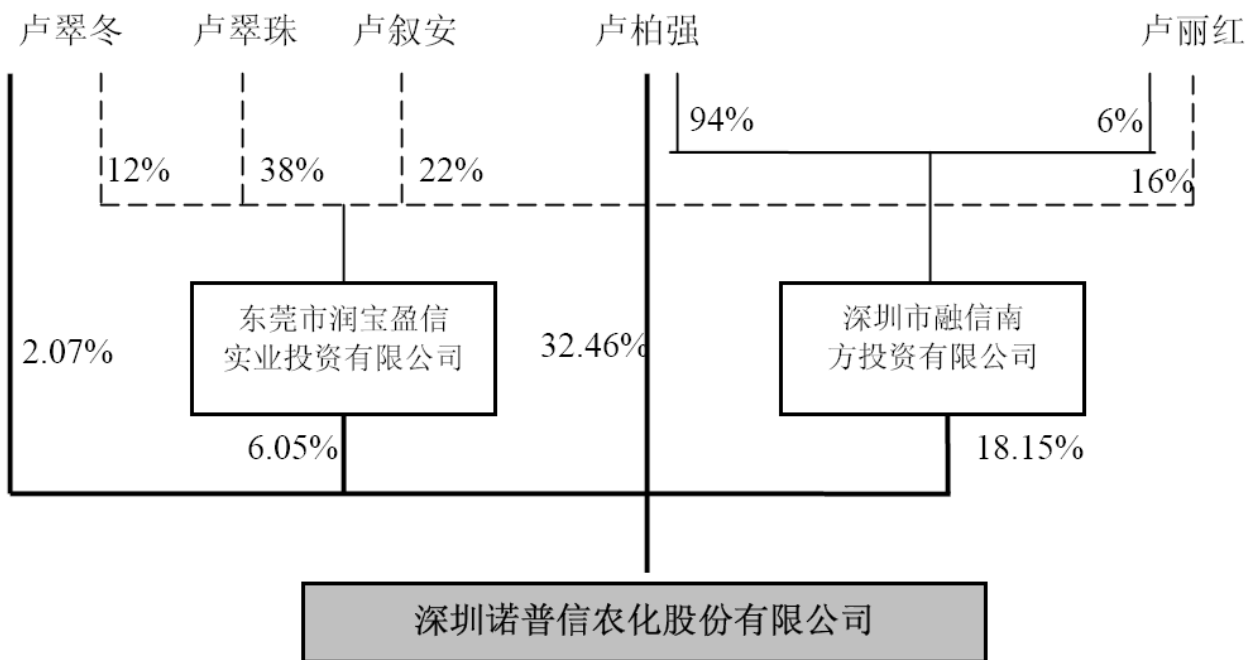 卢翠冬 卢翠珠 卢叙安 卢柏强 卢丽红
94% 6%
12% 38% 22% 16%
东莞市润宝盈信
实业投资有限公司
深圳市融信南
方投资有限公司
2.07% 32.46%
6.05% 18.15%
深圳诺普信农化股份有限公司